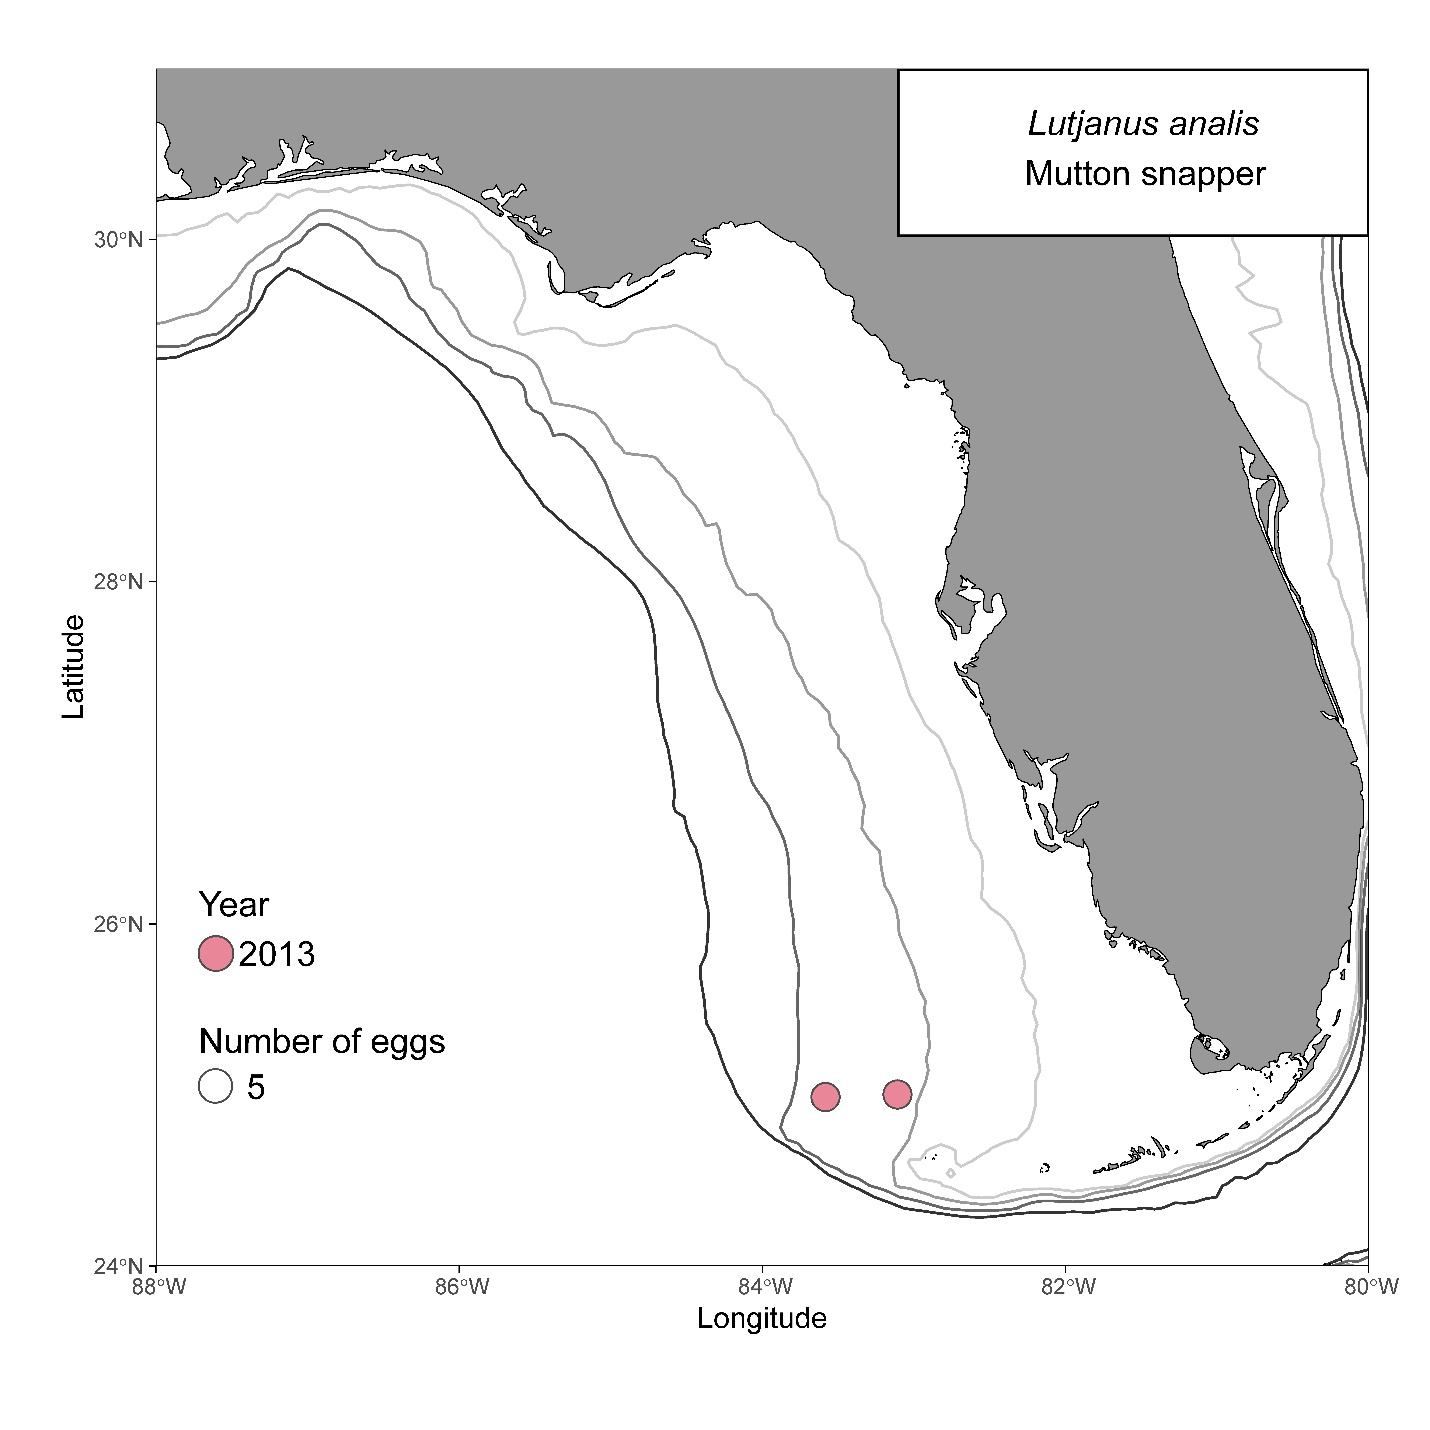 Lutjanus analis
Mutton snapper
30°N
28°N
26°N
24°N
Latitude
Year
2013
Number of eggs
5
88°W
86°W
84°W
82°W
80°W
Longitude